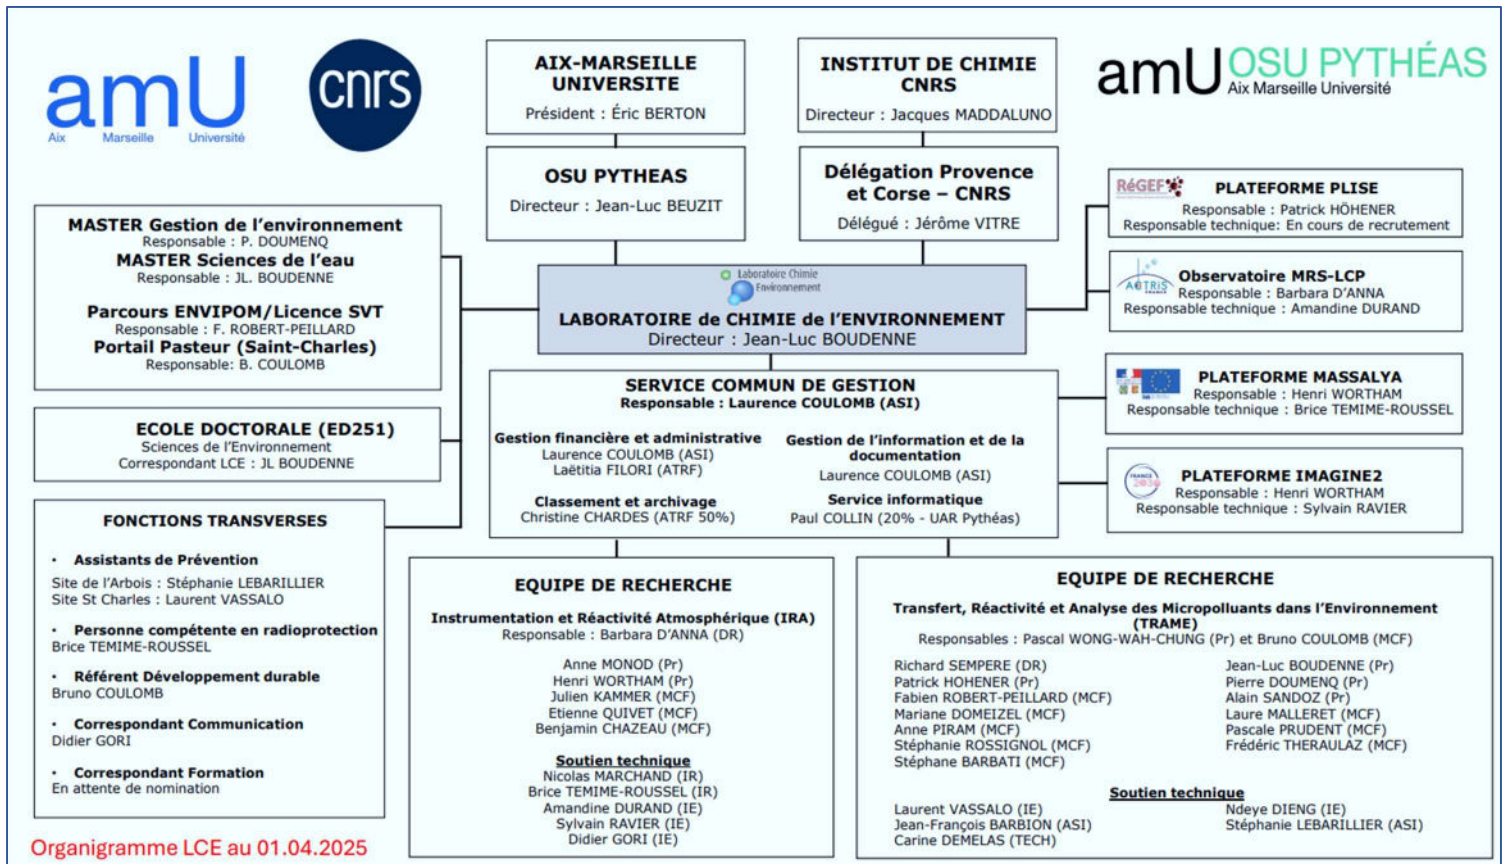 amU
Aix Marseille Université
cnrs
AIX-MARSEILLE
UNIVERSITE
Président : Éric BERTON
INSTITUT DE CHIMIE
CNRS
Directeur : Jacques MADDALUNO
amU OSU PYTHÉAS
Aix Marseille Université
OSU PYTHEAS
Directeur : Jean-Luc BEUZIT
Délégation Provence
et Corse – CNRS
Délégué : Jérôme VITRE
MASTER Gestion de l’environnement
Responsable : P. DOUMENQ
MASTER Sciences de l’eau
Responsable : JL. BOUDENNE
Parcours ENVIPOM/Licence SVT
Responsable : F. ROBERT-PEILLARD
Portail Pasteur (Saint-Charles)
Responsable: B. COULOMB
ECOLE DOCTORALE (ED251)
Sciences de l’Environnement
Correspondant LCE : JL BOUDENNE
FONCTIONS TRANSVERSES
• Assistants de Prévention
Site de l’Arbois : Stéphanie LEBARILLIER
Site St Charles : Laurent VASSALO
• Personne compétente en radioprotection
Brice TEMIME-ROUSSEL
• Référent Développement durable
Bruno COULOMB
• Correspondant Communication
Didier GORI
• Correspondant Formation
En attente de nomination
Laboratoire Chimie
Environnement
LABORATOIRE de CHIMIE de l’ENVIRONNEMENT
Directeur : Jean-Luc BOUDENNE
SERVICE COMMUN DE GESTION
Responsable : Laurence COULOMB (ASI)
Gestion financière et administrative
Laurence COULOMB (ASI)
Laëtitia FILORI (ATRF)
Classement et archivage
Christine CHARDES (ATRF 50%)
Gestion de l’information et de la
documentation
Laurence COULOMB (ASI)
Service informatique
Paul COLLIN (20% - UAR Pythéas)
RéGEF
PLATEFORME PLISE
Responsable : Patrick HÖHENER
Responsable technique: En cours de recrutement
ACTRIS
FRANCE
Observatoire MRS-LCP
Responsable : Barbara D’ANNA
Responsable technique : Amandine DURAND
PLATEFORME MASSALYA
Responsable : Henri WORTHAM
Responsable technique : Brice TEMIME-ROUSSEL
FRANCE
2030
PLATEFORME IMAGINE2
Responsable : Henri WORTHAM
Responsable technique : Sylvain RAVIER
EQUIPE DE RECHERCHE
Instrumentation et Réactivité Atmosphérique (IRA)
Responsable : Barbara D’ANNA (DR)
Anne MONOD (Pr)
Henri WORTHAM (Pr)
Julien KAMMER (MCF)
Etienne QUIVET (MCF)
Benjamin CHAZEAU (MCF)
Soutien technique
Nicolas MARCHAND (IR)
Brice TEMIME-ROUSSEL (IR)
Amandine DURAND (IE)
Sylvain RAVIER (IE)
Didier GORI (IE)
EQUIPE DE RECHERCHE
Transfert, Réactivité et Analyse des Micropolluants dans l’Environnement
(TRAME)
Responsables : Pascal WONG-WAH-CHUNG (Pr) et Bruno COULOMB (MCF)
Richard SEMPERE (DR)
Patrick HOHENER (Pr)
Fabien ROBERT-PEILLARD (MCF)
Mariane DOMEIZEL (MCF)
Anne PIRAM (MCF)
Stéphanie ROSSIGNOL (MCF)
Stéphane BARBATI (MCF)
Jean-Luc BOUDENNE (Pr)
Pierre DOUMENQ (Pr)
Alain SANDOZ (Pr)
Laure MALLERET (MCF)
Pascale PRUDENT (MCF)
Frédéric THERAULAZ (MCF)
Soutien technique
Laurent VASSALO (IE)
Jean-François BARBION (ASI)
Carine DEMELAS (TECH)
Ndeye DIENG (IE)
Stéphanie LEBARILLIER (ASI)
Organigramme LCE au 01.04.2025